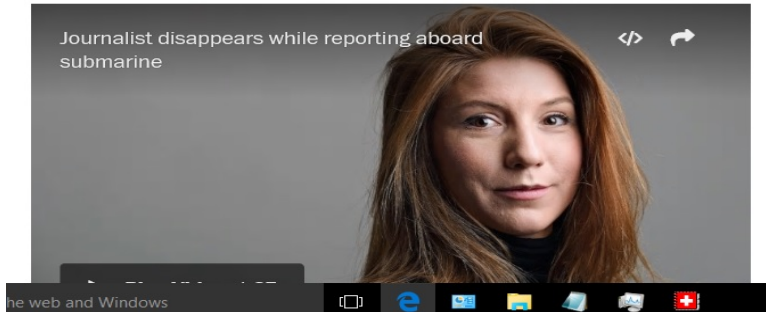 Journalist disappears while reporting aboard
submarine
</>
he web and Windows